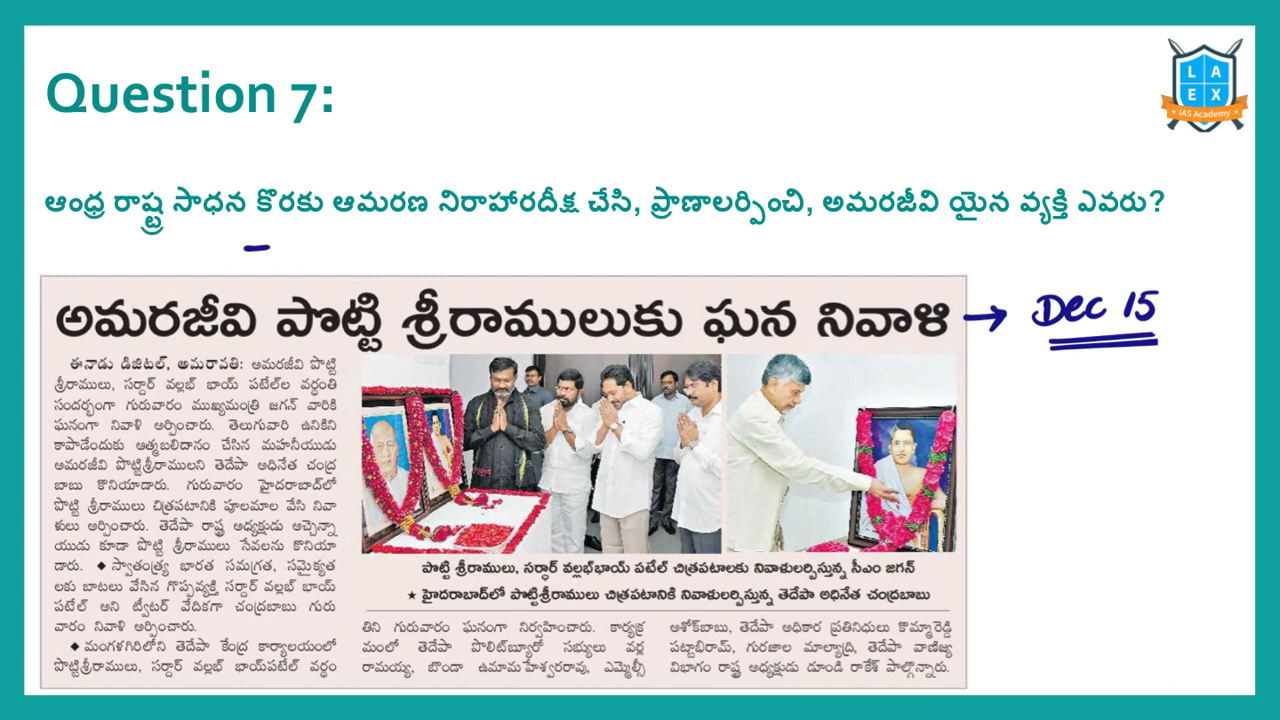 Question 7:
L A
E X
IAS Academy
ఆంధ్ర రాష్ట్ర సాధన కొరకు ఆమరణ నిరాహారదీక్ష చేసి, ప్రాణాలర్పించి, అమరజీవి యైన వ్యక్తి ఎవరు?
అమరజీవి పొట్టి శ్రీరాములుకు ఘన నివాళి
Dec 15
ఈనాడు డిజిటల్, అమరావతి: అమరజీవి పొట్టి
శ్రీరాములు, సర్దార్ వల్లభ్ భాయ్ పటేల్‌ల వర్ధంతి
సందర్భంగా గురువారం ముఖ్యమంత్రి జగన్ వారికి
ఘనంగా నివాళి అర్పించారు. తెలుగువారి ఉనికిని
కాపాడేందుకు ఆత్మబలిదానం చేసిన మహనీయుడు
అమరజీవి పొట్టిశ్రీరాములని తెదేపా అధినేత చంద్ర
బాబు కొనియాడారు. గురువారం హైదరాబాద్‌లో
పొట్టి శ్రీరాములు చిత్రపటానికి పూలమాల వేసి నివా
ళులు అర్పించారు. తెదేపా రాష్ట్ర అధ్యక్షుడు అచ్చెన్నా
యుడు కూడా పొట్టి శ్రీరాములు సేవలను కొనియా
డారు. ◆ స్వాతంత్ర్య భారత సమగ్రత, సమైక్యత
లకు బాటలు వేసిన గొప్పవ్యక్తి సర్దార్ వల్లభ్ భాయ్
పటేల్ అని ట్వీటర్ వేదికగా చంద్రబాబు గురు
వారం నివాళి అర్పించారు.
◆ మంగళగిరిలోని తెదేపా కేంద్ర కార్యాలయంలో
పొట్టిశ్రీరాములు, సర్దార్ వల్లభ్ భాయ్‌పటేల్ వర్ధం
పొట్టి శ్రీరాములు, సర్ధార్ వల్లభ్‌భాయ్ పటేల్ చిత్రపటాలకు నివాళులర్పిస్తున్న సీఎం జగన్
★ హైదరాబాద్‌లో పొట్టిశ్రీరాములు చిత్రపటానికి నివాళులర్పిస్తున్న తెదేపా అధినేత చంద్రబాబు
తిని గురువారం ఘనంగా నిర్వహించారు. కార్యక్ర
మంలో తెదేపా పొలిట్‌బ్యూరో సభ్యులు వర్ల
రామయ్య, బొండా ఉమామహేశ్వరరావు, ఎమ్మెల్సీ
అశోక్‌బాబు, తెదేపా అధికార ప్రతినిధులు కొమ్మారెడ్డి
పట్టాభిరామ్, గురజాల మాల్యాద్రి, తెదేపా వాణిజ్య
విభాగం రాష్ట్ర అధ్యక్షుడు డూండి రాకేశ్ పాల్గొన్నారు.